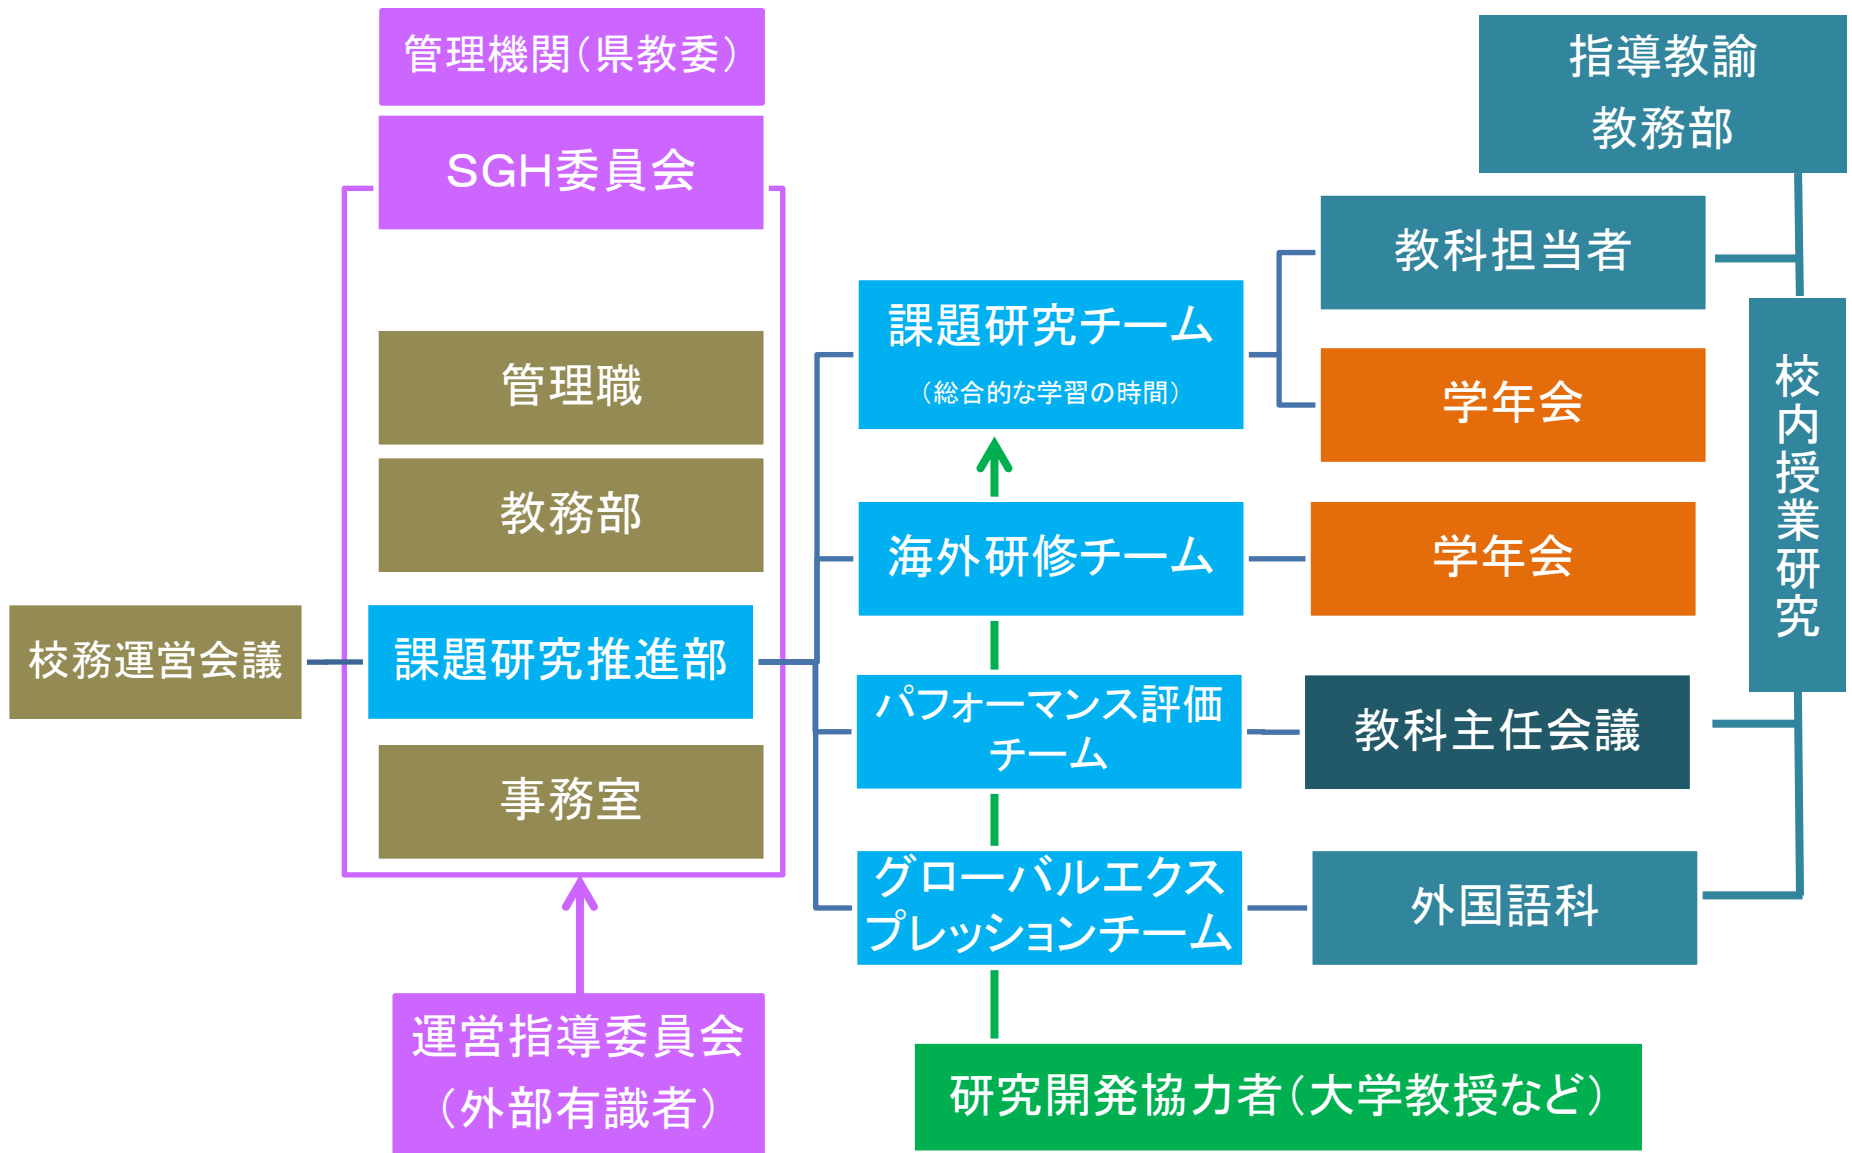 管理機関（県教委）
SGH委員会
管理職
教務部
校務運営会議
課題研究推進部
事務室
運営指導委員会
（外部有識者）
課題研究チーム
（総合的な学習の時間）
海外研修チーム
パフォーマンス評価
チーム
グローバルエクス
プレッションチーム
研究開発協力者（大学教授など）
教科担当者
学年会
学年会
教科主任会議
外国語科
指導教諭
教務部
校内授業研究